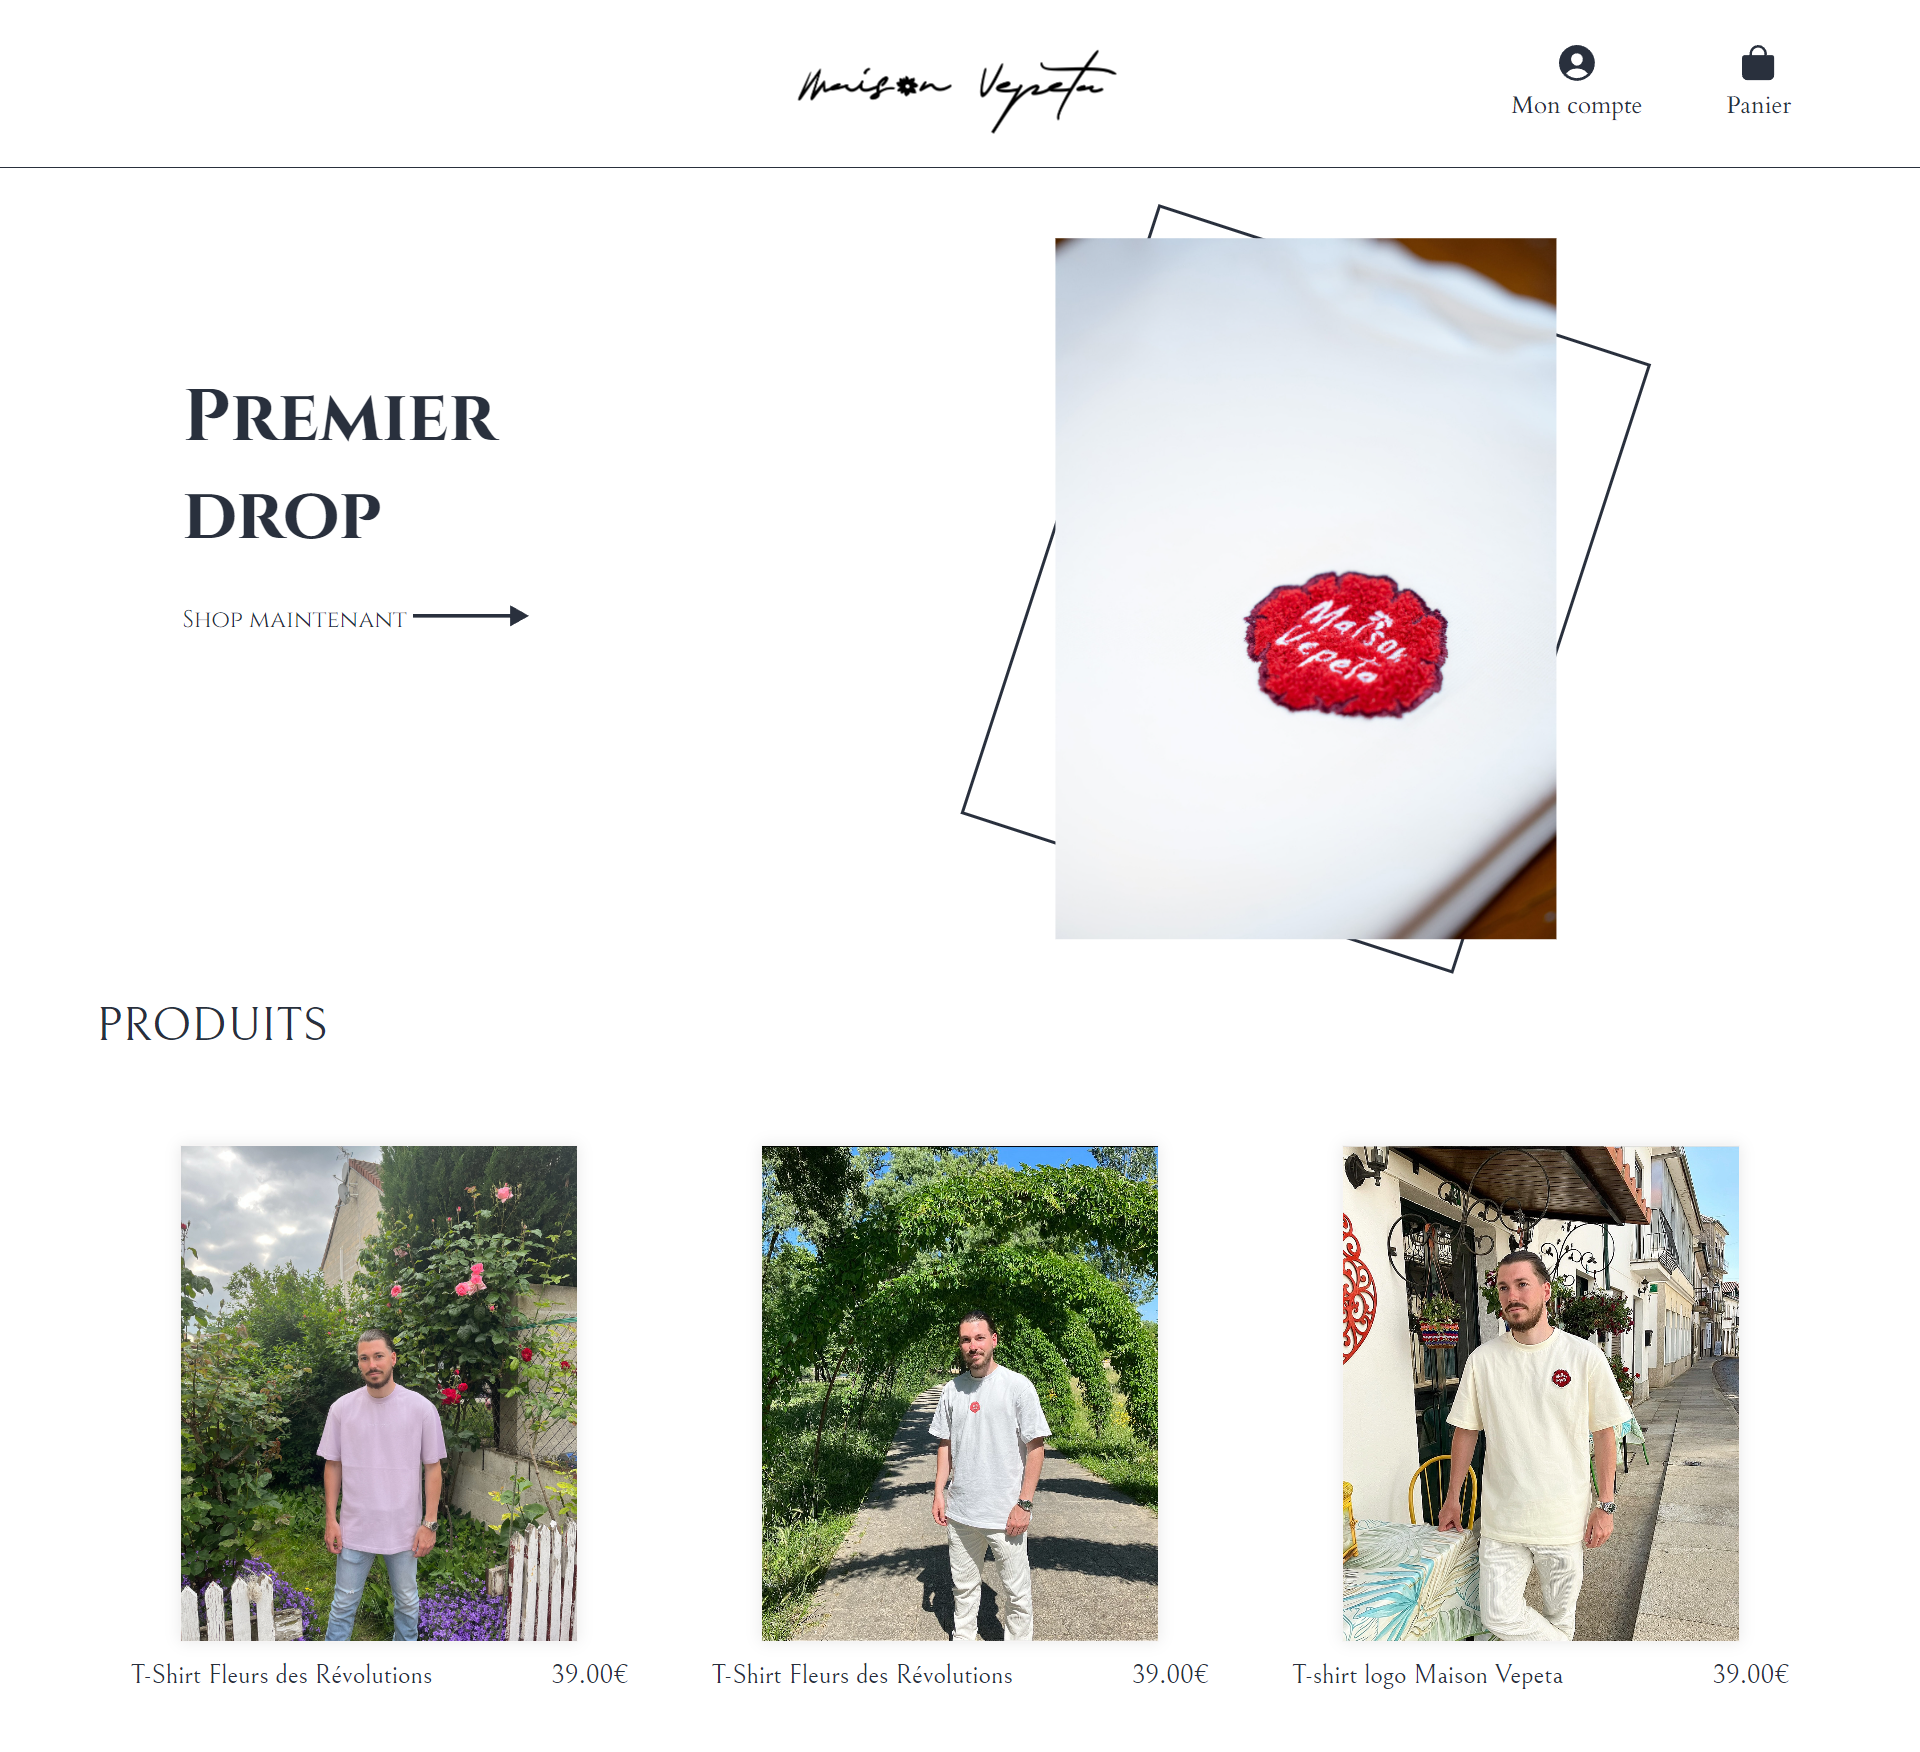 Maison Vepeta
Mon compte
Panier
Premier
drop
Shop maintenant
Maison
Vepeta
PRODUITS
T-Shirt Fleurs des Révolutions
39.00€
T-Shirt Fleurs des Révolutions
39.00€
T-shirt logo Maison Vepeta
39.00€